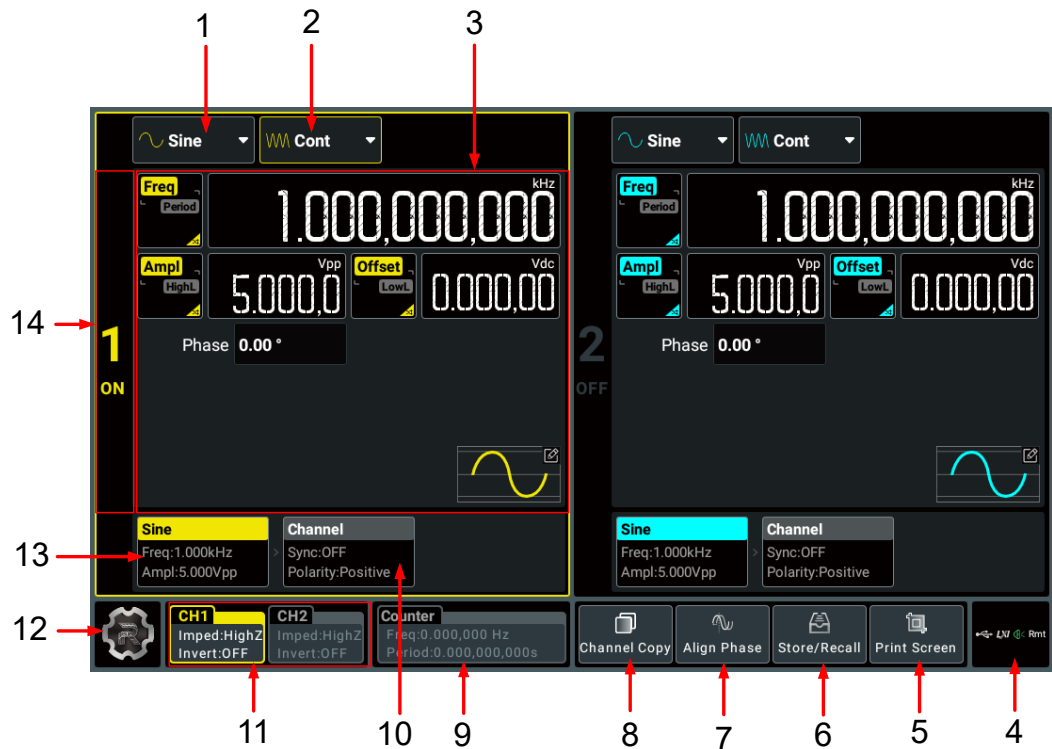 1 2 3
Sine Cont
Sine Cont
Freq
Period
kHz
1.000,000,000
Freq
Period
kHz
1.000,000,000
Ampl
HighL
Vpp
5.000,0
Offset
LowL
Vdc
0.000,00
Ampl
HighL
Vpp
5.000,0
Offset
LowL
Vdc
0.000,00
14
1
ON
Phase 0.00 °
2
OFF
Phase 0.00 °
13
Sine
Freq:1.000kHz
Ampl:5.000Vpp
Channel
Sync:OFF
Polarity:Positive
Sine
Freq:1.000kHz
Ampl:5.000Vpp
Channel
Sync:OFF
Polarity:Positive
12
R
CH1
Imped:HighZ
Invert:OFF
CH2
Imped:HighZ
Invert:OFF
Counter
Freq:0.000,000 Hz
Period:0.000,000,000s
Channel Copy
Align Phase
Store/Recall
Print Screen
LXI Rmt
11 10 9 8 7 6 5 4